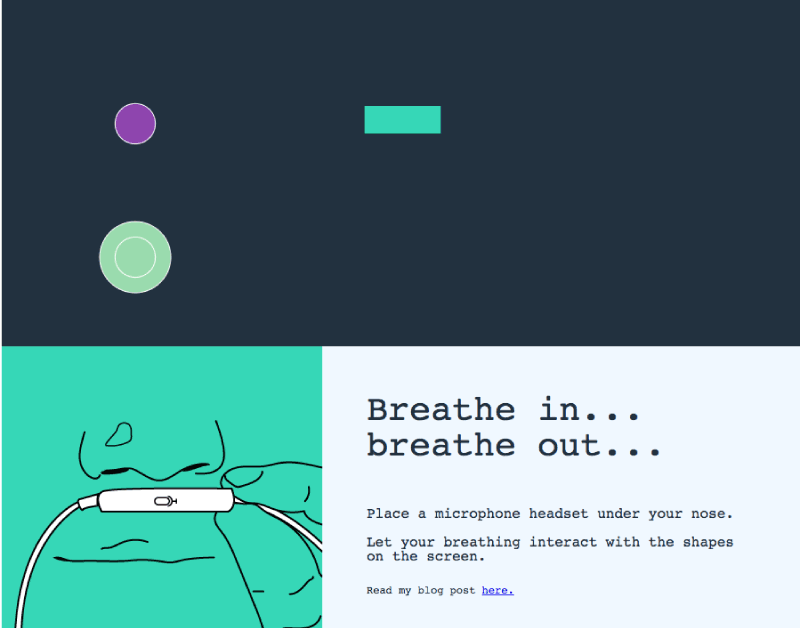 Breathe in...
breathe out...
Place a microphone headset under your nose.
Let your breathing interact with the shapes
on the screen.
Read my blog post here.